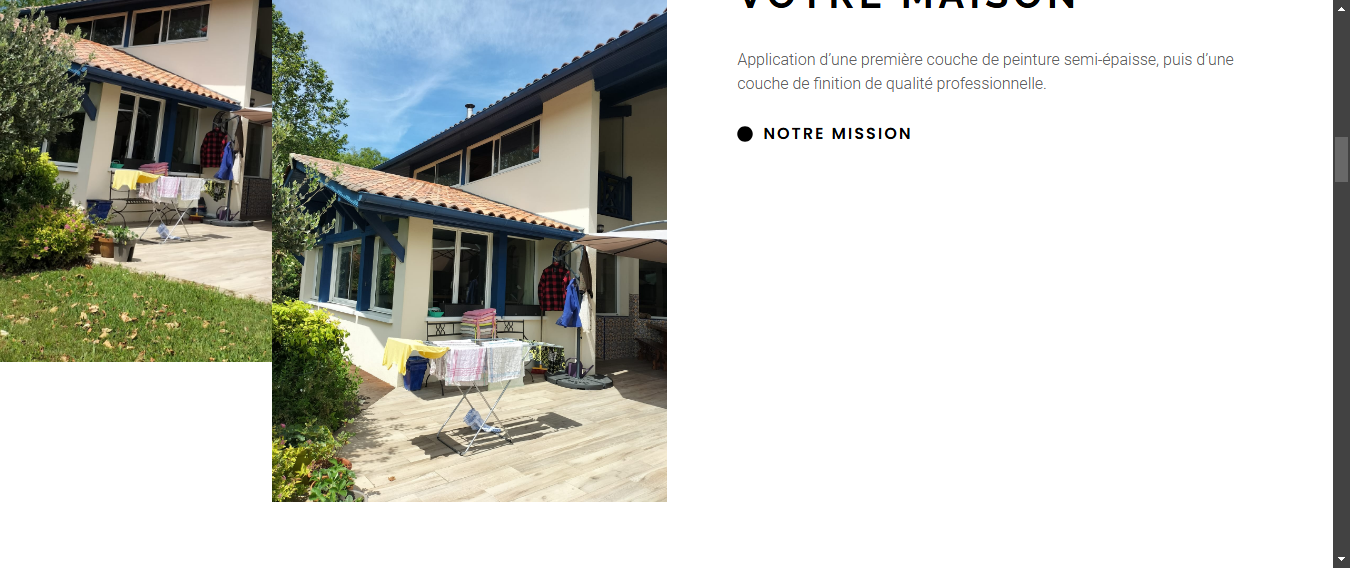 VOTRE MAISON
Application d’une première couche de peinture semi-épaisse, puis d’une
couche de finition de qualité professionnelle.
NOTRE MISSION